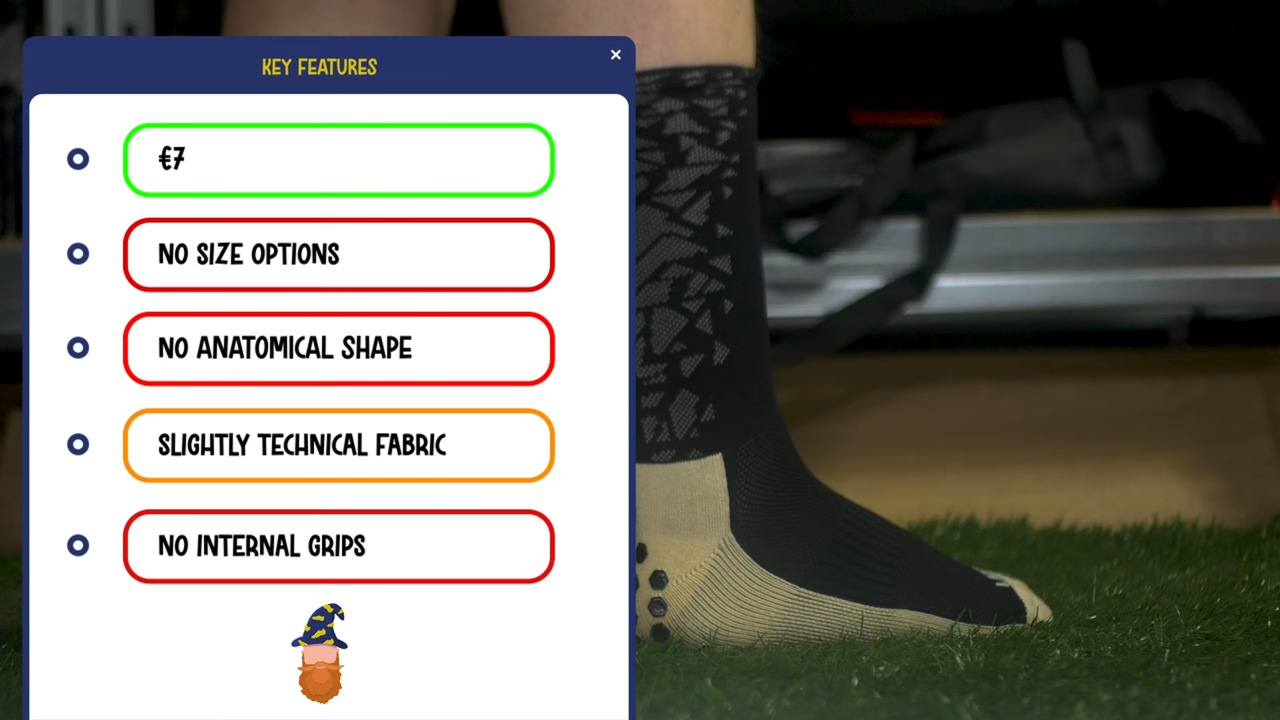 KEY FEATURES
€7
NO SIZE OPTIONS
NO ANATOMICAL SHAPE
SLIGHTLY TECHNICAL FABRIC
NO INTERNAL GRIPS